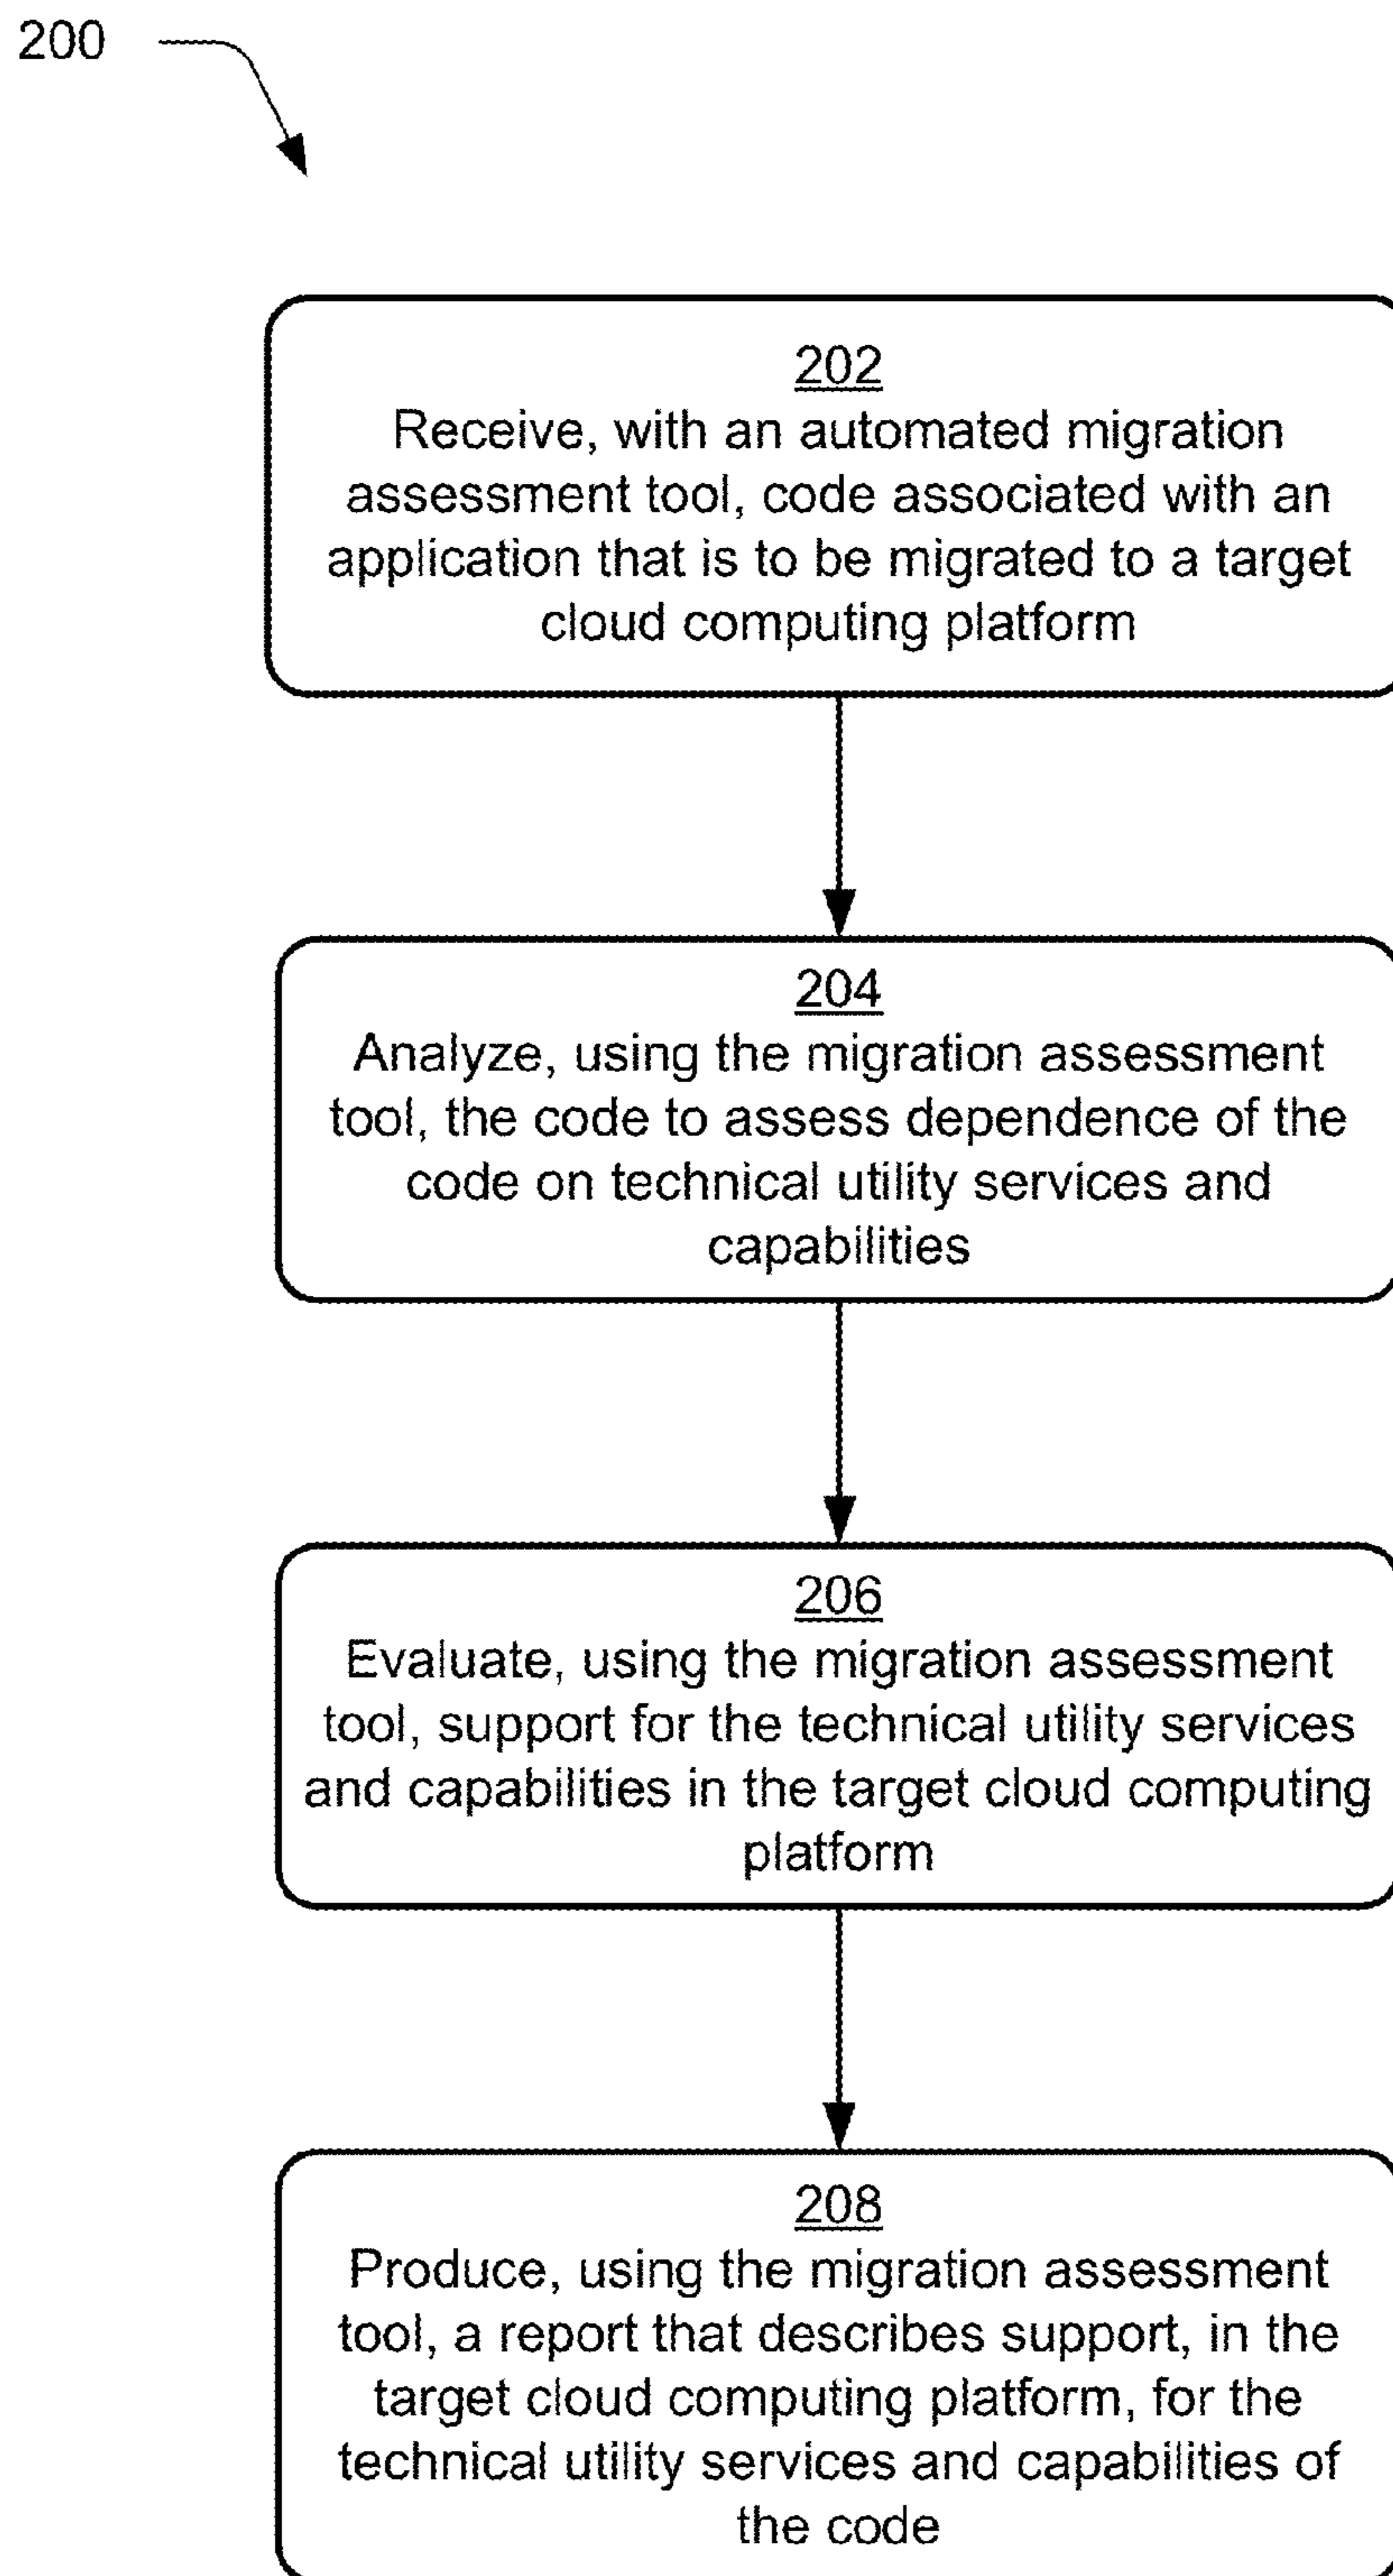 200
202
Receive, with an automated migration
assessment tool, code associated with an
application that is to be migrated to a target
cloud computing platform
204
Analyze, using the migration assessment
tool, the code to assess dependence of the
code on technical utility services and
capabilities
206
Evaluate, using the migration assessment
tool, support for the technical utility services
and capabilities in the target cloud computing
platform
208
Produce, using the migration assessment
tool, a report that describes support, in the
target cloud computing platform, for the
technical utility services and capabilities of
the code